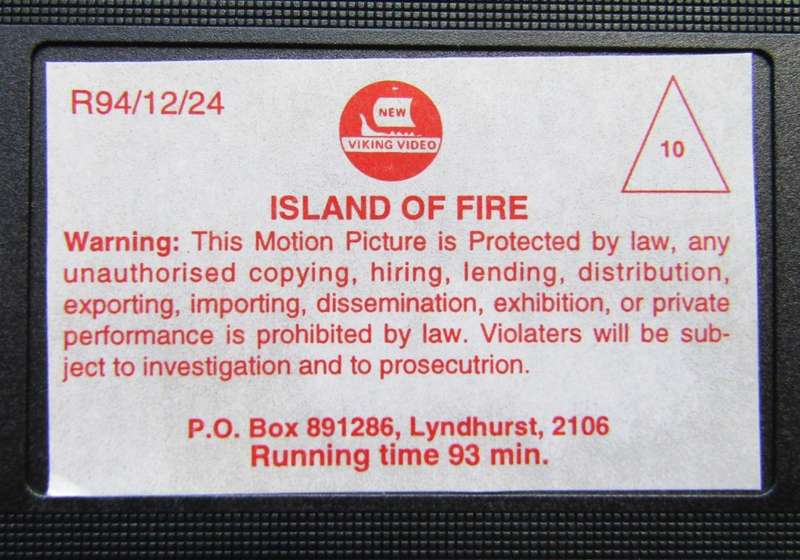 R94/12/24
NEW
VIKING VIDEO
10
ISLAND OF FIRE
Warning: This Motion Picture is Protected by law, any
unauthorised copying, hiring, lending, distribution,
exporting, importing, dissemination, exhibition, or private
performance is prohibited by law. Violaters will be sub-
ject to investigation and to prosecutrion.
P.O. Box 891286, Lyndhurst, 2106
Running time 93 min.